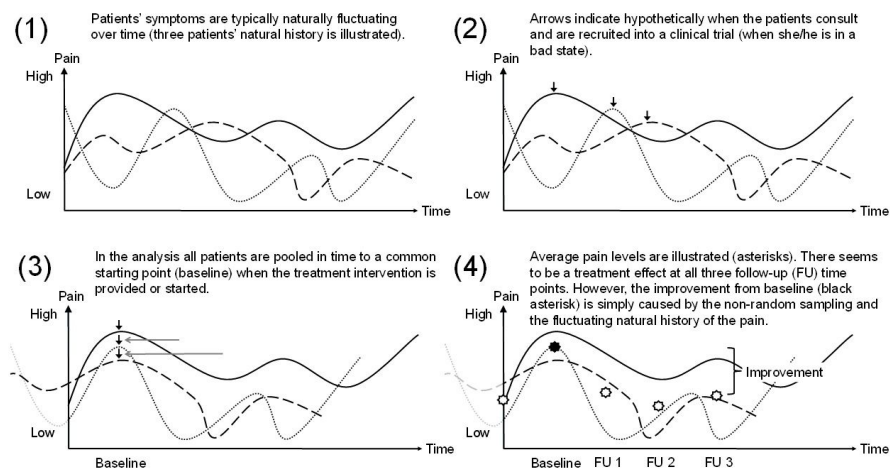 (1)
Patients' symptoms are typically naturally fluctuating
over time (three patients' natural history is illustrated).
Pain
High
Low
Time
(2)
Arrows indicate hypothetically when the patients consult
and are recruited into a clinical trial (when she/he is in a
bad state).
Pain
High
Low
Time
(3)
In the analysis all patients are pooled in time to a common
starting point (baseline) when the treatment intervention is
provided or started.
Pain
High
Low
Time
Baseline
(4)
Average pain levels are illustrated (asterisks). There seems
to be a treatment effect at all three follow-up (FU) time
points. However, the improvement from baseline (black
asterisk) is simply caused by the non-random sampling and
the fluctuating natural history of the pain.
Pain
High
Improvement
Low
Time
Baseline FU 1 FU 2 FU 3